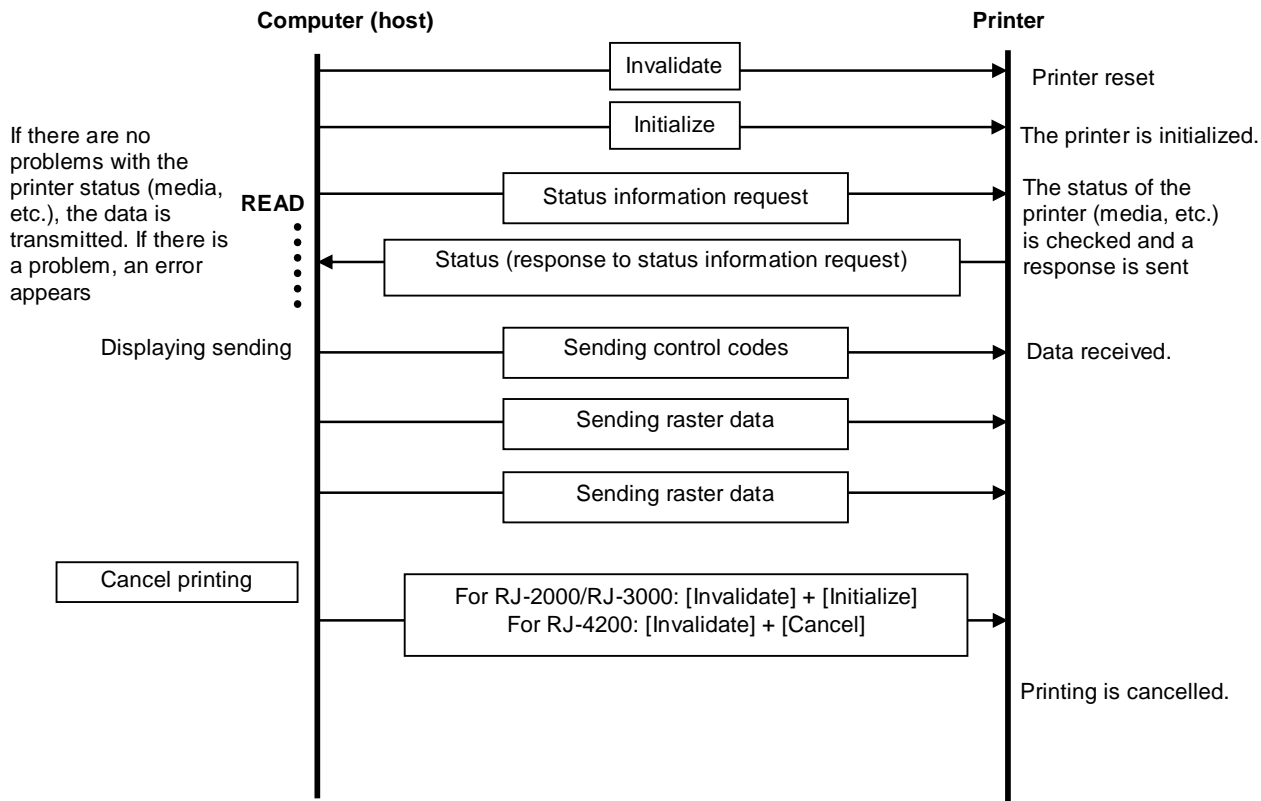 Computer (host)
Printer
Invalidate
Printer reset
Initialize
The printer is initialized.
If there are no
problems with the
printer status (media,
etc.), the data is
transmitted. If there is
a problem, an error
appears
READ
Status information request
The status of the
printer (media, etc.)
is checked and a
response is sent
Status (response to status information request)
Displaying sending
Sending control codes
Data received.
Sending raster data
Sending raster data
Cancel printing
For RJ-2000/RJ-3000: [Invalidate] + [Initialize]
For RJ-4200: [Invalidate] + [Cancel]
Printing is cancelled.